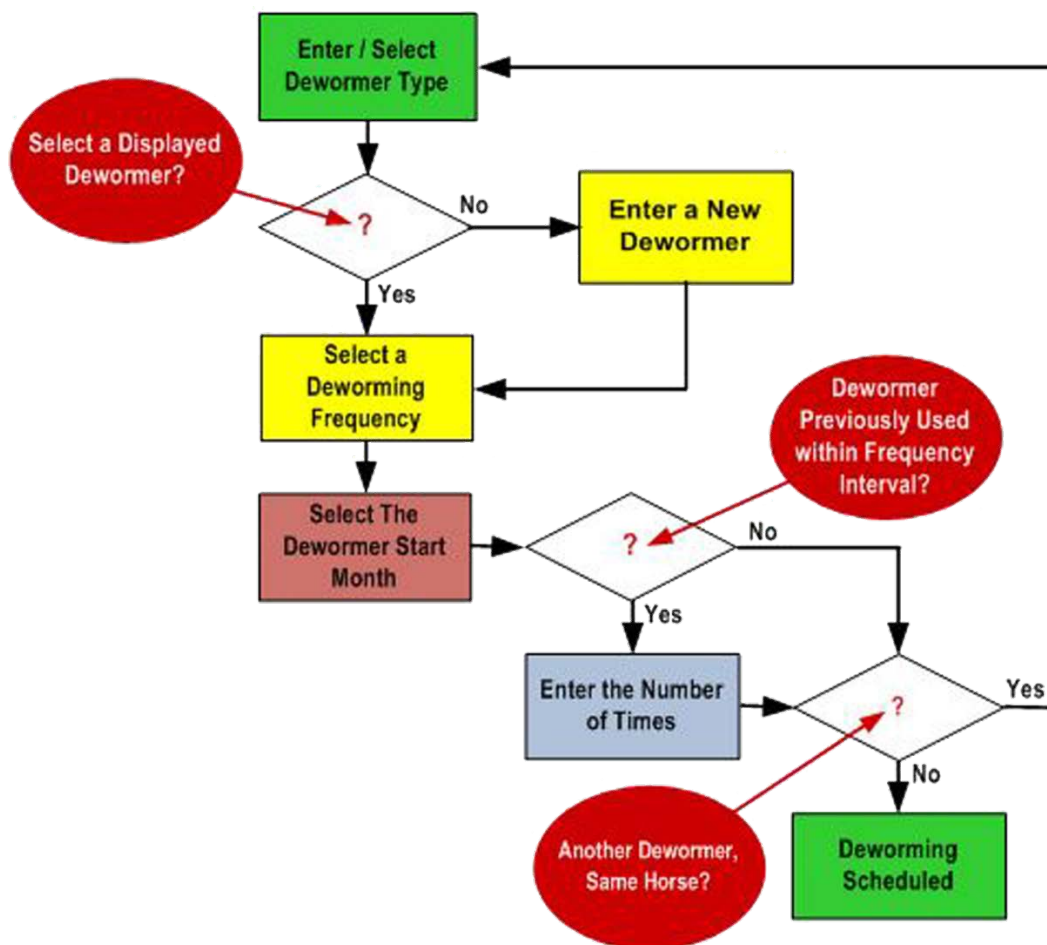 Enter / Select
Dewormer Type
Select a Displayed
Dewormer?
?
No
Enter a New
Dewormer
Yes
Select a
Deworming
Frequency
Dewormer
Previously Used
within Frequency
Interval?
Select The
Dewormer Start
Month
?
No
Yes
Enter the Number
of Times
?
Yes
No
Another Dewormer,
Same Horse?
Deworming
Scheduled